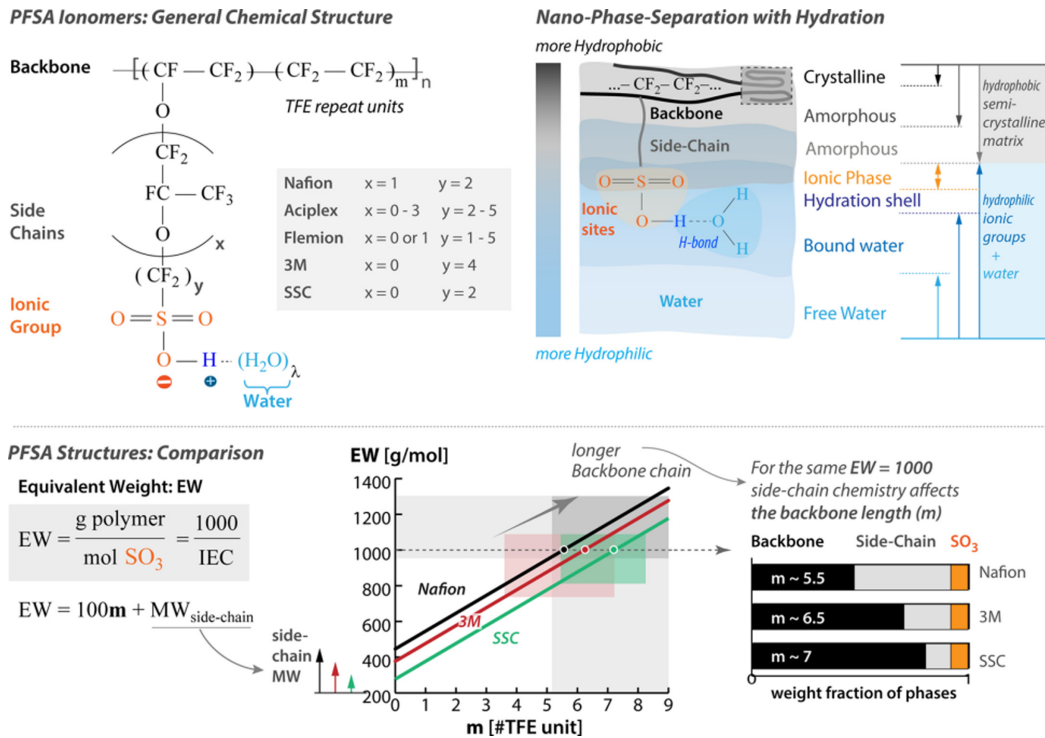 PFSA Ionomers: General Chemical Structure
Backbone
[(CF — CF₂)—(CF₂ — CF₂)ₘ]ₙ
TFE repeat units
O
CF₂
FC — CF₃
O
x
Side
Chains
(CF₂)y
Ionic
Group
O = S = O
O — H --- (H₂O)λ
− +
Water
Nafion x = 1 y = 2
Aciplex x = 0 - 3 y = 2 - 5
Flemion x = 0 or 1 y = 1 - 5
3M x = 0 y = 4
SSC x = 0 y = 2
Nano-Phase-Separation with Hydration
more Hydrophobic
...– CF₂– CF₂–...
Backbone
Side-Chain
O = S = O
Ionic
sites
O — H ---- O
H
H
H-bond
Water
more Hydrophilic
Crystalline
Amorphous
Amorphous
Ionic Phase
Hydration shell
Bound water
Free Water
hydrophobic
semi-
crystalline
matrix
hydrophilic
ionic
groups
+
water
PFSA Structures: Comparison
Equivalent Weight: EW
EW = g polymer / mol SO₃ = 1000 / IEC
EW = 100m + MWside-chain
side-
chain
MW
EW [g/mol]
1400
1200
1000
800
600
400
200
0 1 2 3 4 5 6 7 8 9
m [#TFE unit]
Nafion
3M
SSC
longer
Backbone chain
For the same EW = 1000
side-chain chemistry affects
the backbone length (m)
Backbone Side-Chain SO₃
m ~ 5.5 Nafion
m ~ 6.5 3M
m ~ 7 SSC
0 1
weight fraction of phases